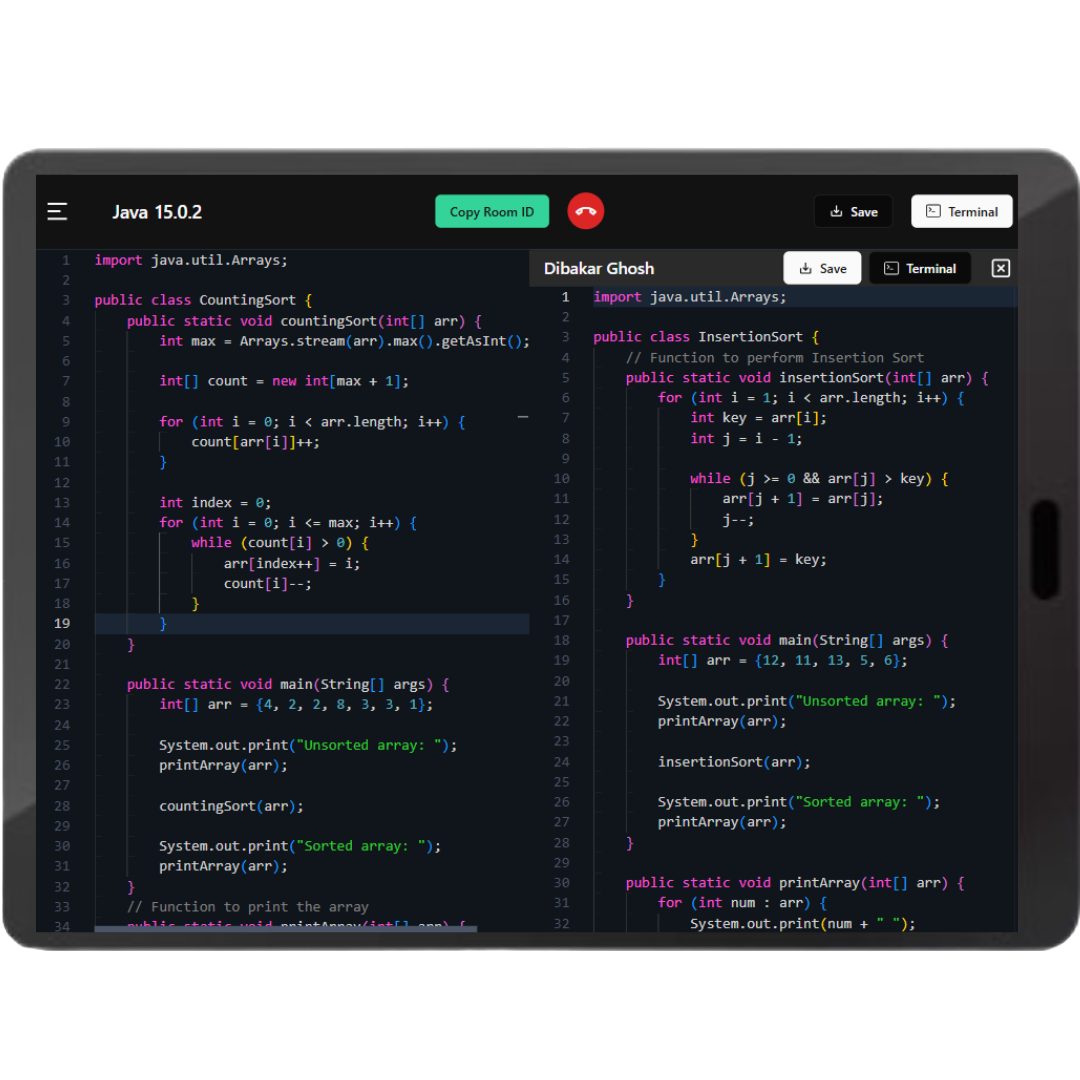 Java 15.0.2
Copy Room ID
Save
Terminal
1 import java.util.Arrays;
2
3 public class CountingSort {
4     public static void countingSort(int[] arr) {
5         int max = Arrays.stream(arr).max().getAsInt();
6
7         int[] count = new int[max + 1];
8
9         for (int i = 0; i < arr.length; i++) {
10             count[arr[i]]++;
11         }
12
13         int index = 0;
14         for (int i = 0; i <= max; i++) {
15             while (count[i] > 0) {
16                 arr[index++] = i;
17                 count[i]--;
18             }
19         }
20     }
21
22     public static void main(String[] args) {
23         int[] arr = {4, 2, 2, 8, 3, 3, 1};
24
25         System.out.print("Unsorted array: ");
26         printArray(arr);
27
28         countingSort(arr);
29
30         System.out.print("Sorted array: ");
31         printArray(arr);
32     }
33     // Function to print the array
34     public static void printArray(int[] arr) {
Dibakar Ghosh
Save
Terminal
1 import java.util.Arrays;
2
3 public class InsertionSort {
4     // Function to perform Insertion Sort
5     public static void insertionSort(int[] arr) {
6         for (int i = 1; i < arr.length; i++) {
7             int key = arr[i];
8             int j = i - 1;
9
10             while (j >= 0 && arr[j] > key) {
11                 arr[j + 1] = arr[j];
12                 j--;
13             }
14             arr[j + 1] = key;
15         }
16     }
17
18     public static void main(String[] args) {
19         int[] arr = {12, 11, 13, 5, 6};
20
21         System.out.print("Unsorted array: ");
22         printArray(arr);
23
24         insertionSort(arr);
25
26         System.out.print("Sorted array: ");
27         printArray(arr);
28     }
29
30     public static void printArray(int[] arr) {
31         for (int num : arr) {
32             System.out.print(num + " ");